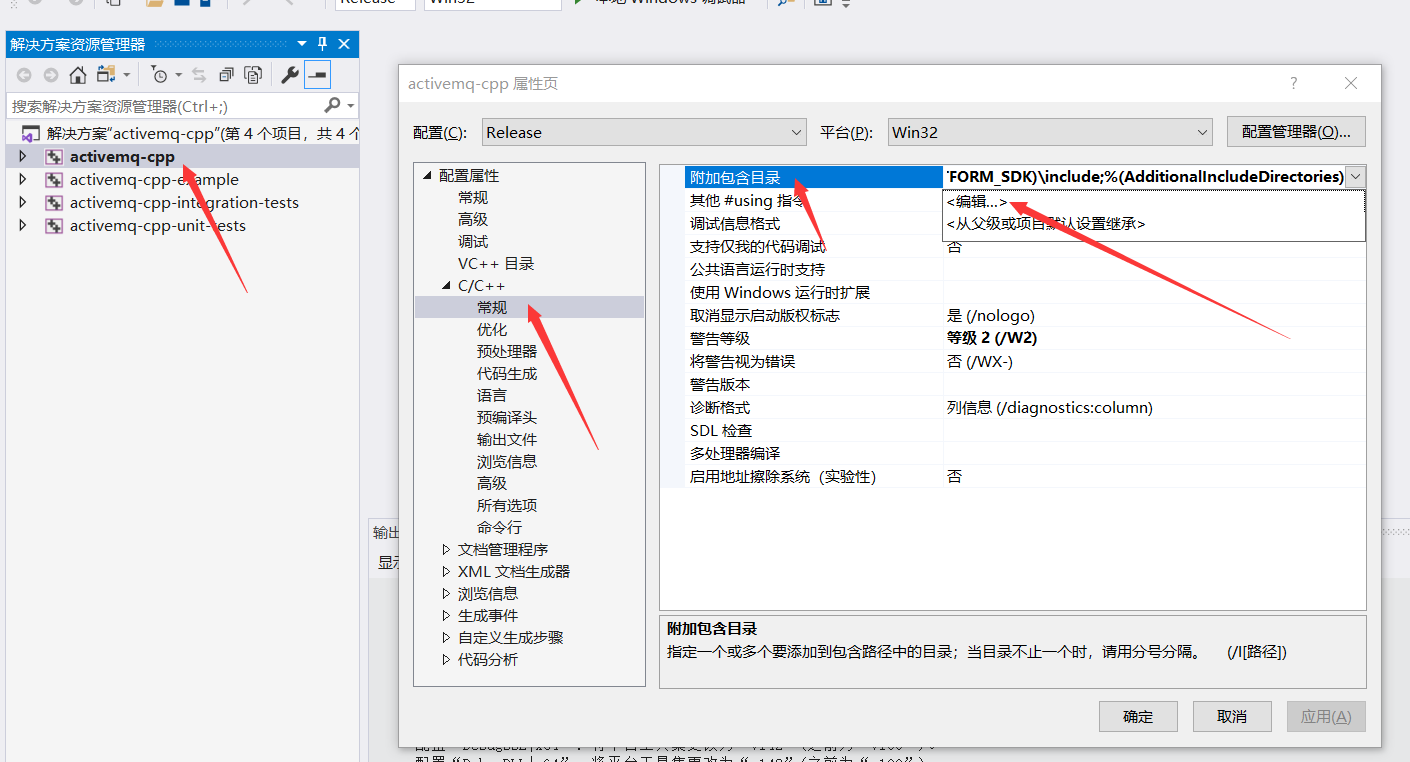 Release
Win32
本地 Windows 调试器
解决方案资源管理器
搜索解决方案资源管理器(Ctrl+;)
解决方案“activemq-cpp”(第 4 个项目，共 4 个
activemq-cpp
activemq-cpp-example
activemq-cpp-integration-tests
activemq-cpp-unit-tests
输出
显示
activemq-cpp 属性页
配置(C):
Release
平台(P):
Win32
配置管理器(O)...
配置属性
常规
高级
调试
VC++ 目录
C/C++
常规
优化
预处理器
代码生成
语言
预编译头
输出文件
浏览信息
高级
所有选项
命令行
文档管理程序
XML 文档生成器
浏览信息
生成事件
自定义生成步骤
代码分析
附加包含目录 FORM_SDK)\include;%(AdditionalIncludeDirectories)
其他 #using 指令 <编辑...>
调试信息格式 <从父级或项目默认设置继承>
支持仅我的代码调试 否
公共语言运行时支持
使用 Windows 运行时扩展
取消显示启动版权标志 是 (/nologo)
警告等级 等级 2 (/W2)
将警告视为错误 否 (/WX-)
警告版本
诊断格式 列信息 (/diagnostics:column)
SDL 检查
多处理器编译
启用地址擦除系统（实验性） 否
附加包含目录
指定一个或多个要添加到包含路径中的目录；当目录不止一个时，请用分号分隔。 (/I[路径])
确定
取消
应用(A)